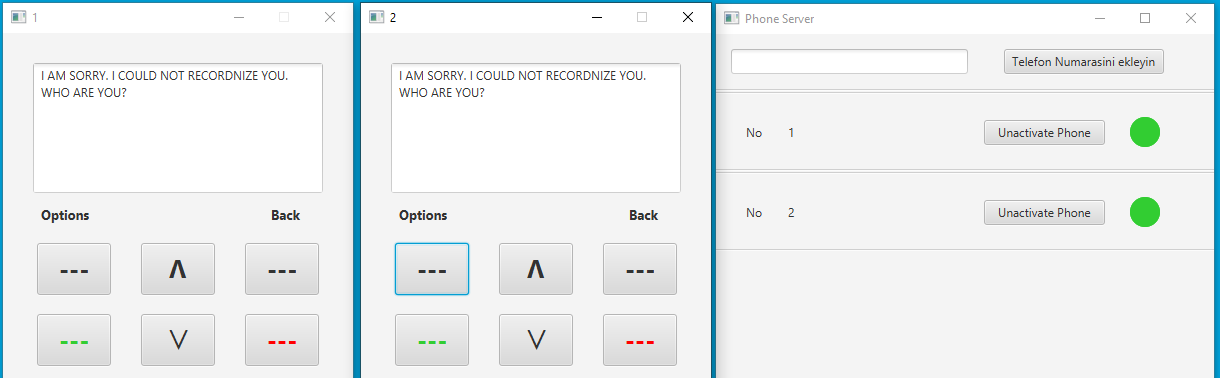 1
I AM SORRY. I COULD NOT RECORDNIZE YOU.
WHO ARE YOU?
Options Back
--- Λ ---
--- V ---
2
I AM SORRY. I COULD NOT RECORDNIZE YOU.
WHO ARE YOU?
Options Back
--- Λ ---
--- V ---
Phone Server
Telefon Numarasini ekleyin
No 1 Unactivate Phone
No 2 Unactivate Phone